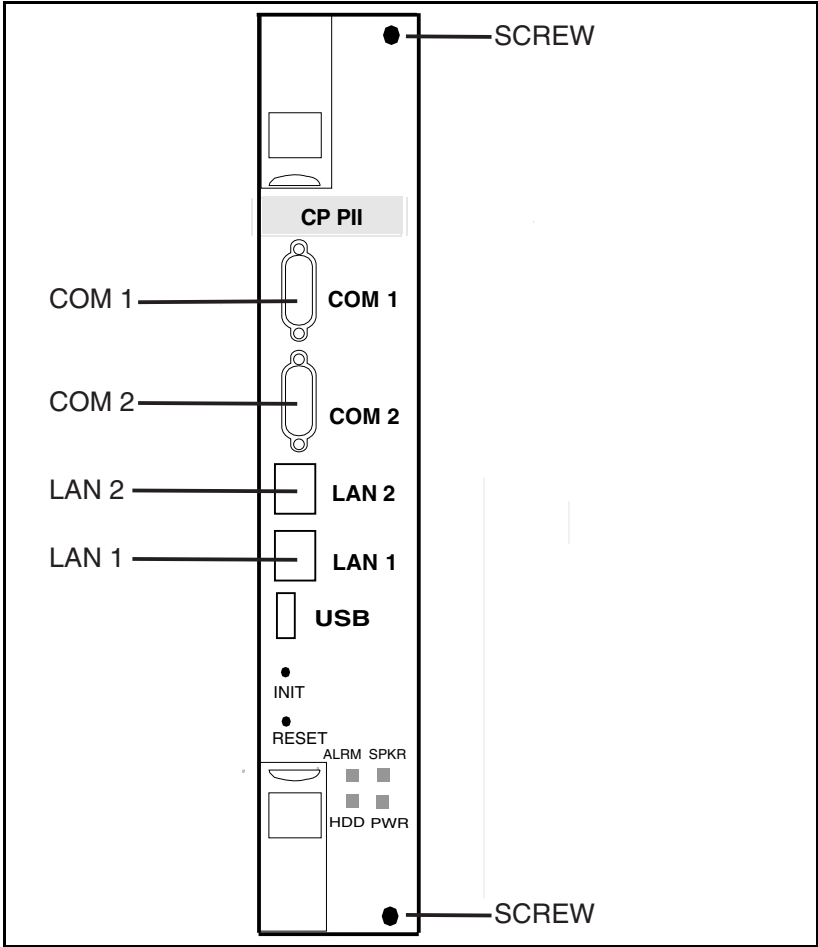 SCREW
CP PII
COM 1 COM 1
COM 2 COM 2
LAN 2 LAN 2
LAN 1 LAN 1
USB
INIT
RESET
ALRM SPKR
HDD PWR
SCREW